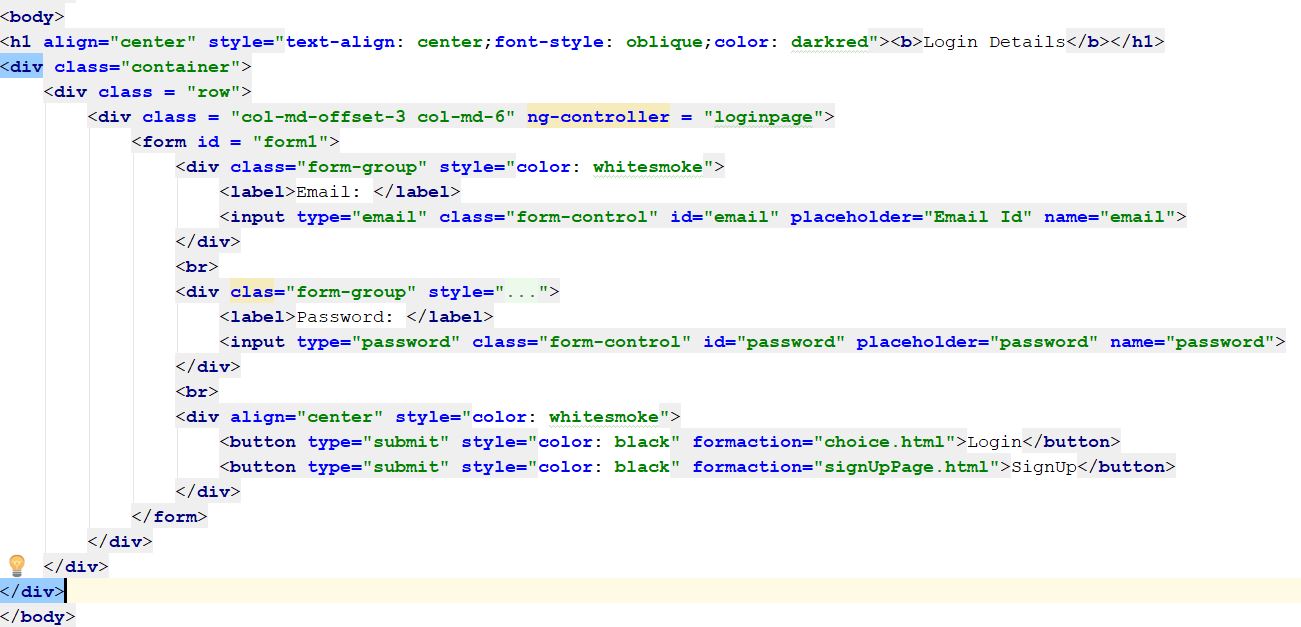 <body>
<h1 align="center" style="text-align: center;font-style: oblique;color: darkred"><b>Login Details</b></h1>
<div class="container">
    <div class = "row">
        <div class = "col-md-offset-3 col-md-6" ng-controller = "loginpage">
            <form id = "form1">
                <div class="form-group" style="color: whitesmoke">
                    <label>Email: </label>
                    <input type="email" class="form-control" id="email" placeholder="Email Id" name="email">
                </div>
                <br>
                <div clas="form-group" style="...">
                    <label>Password: </label>
                    <input type="password" class="form-control" id="password" placeholder="password" name="password">
                </div>
                <br>
                <div align="center" style="color: whitesmoke">
                    <button type="submit" style="color: black" formaction="choice.html">Login</button>
                    <button type="submit" style="color: black" formaction="signUpPage.html">SignUp</button>
                </div>
            </form>
        </div>
    </div>
</div>
</body>